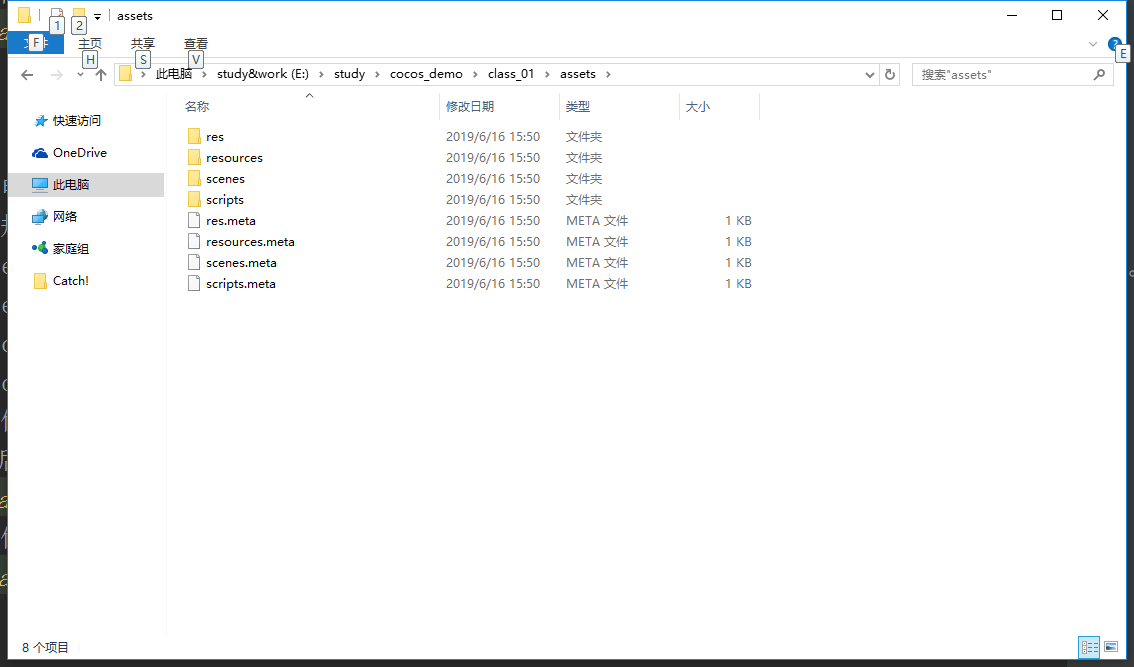 assets
1 2
文件 主页 共享 查看
F H S V E
此电脑 study&work (E:) study cocos_demo class_01 assets
搜索"assets"
名称 修改日期 类型 大小
快速访问
OneDrive
此电脑
网络
家庭组
Catch!
res 2019/6/16 15:50 文件夹
resources 2019/6/16 15:50 文件夹
scenes 2019/6/16 15:50 文件夹
scripts 2019/6/16 15:50 文件夹
res.meta 2019/6/16 15:50 META 文件 1 KB
resources.meta 2019/6/16 15:50 META 文件 1 KB
scenes.meta 2019/6/16 15:50 META 文件 1 KB
scripts.meta 2019/6/16 15:50 META 文件 1 KB
8 个项目